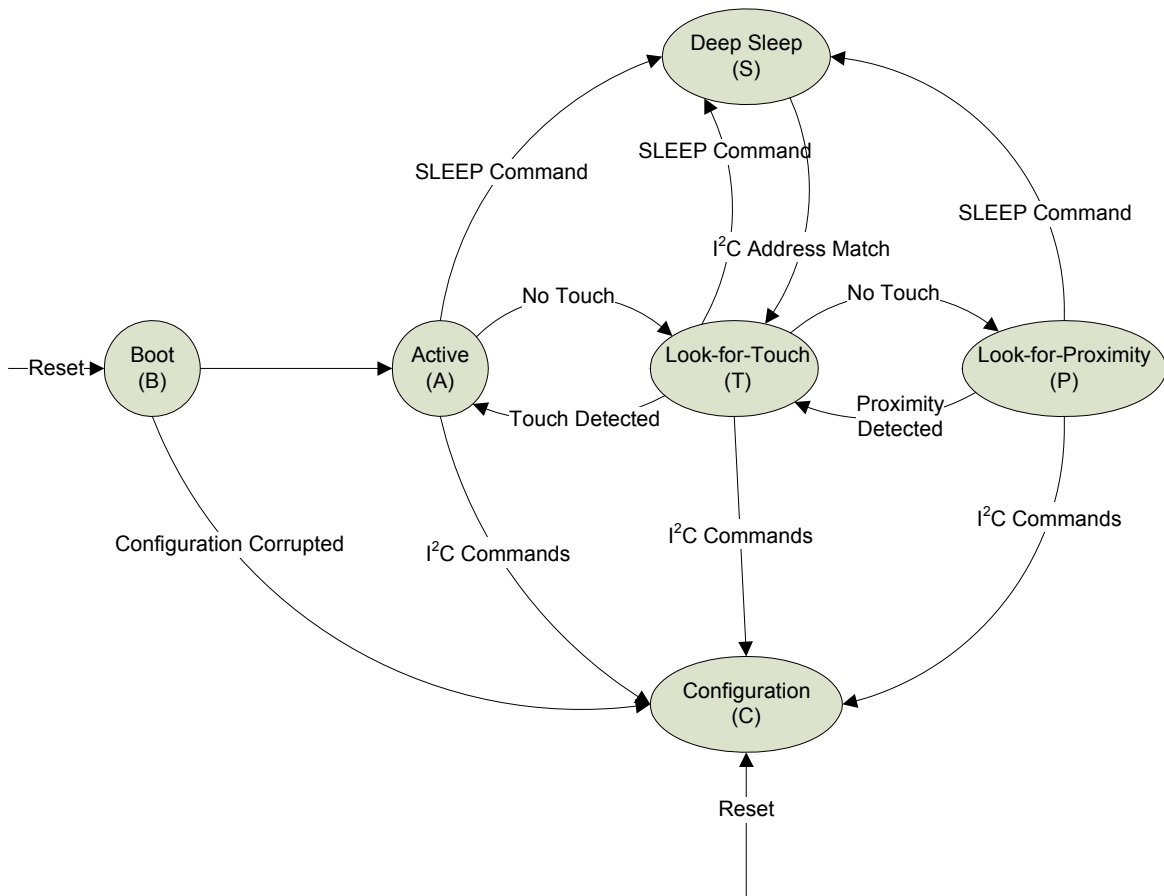 Deep Sleep
(S)
SLEEP Command
SLEEP Command
SLEEP Command
I²C Address Match
No Touch
No Touch
Reset
Boot
(B)
Active
(A)
Look-for-Touch
(T)
Look-for-Proximity
(P)
Touch Detected
Proximity
Detected
Configuration Corrupted
I²C Commands
I²C Commands
I²C Commands
Configuration
(C)
Reset